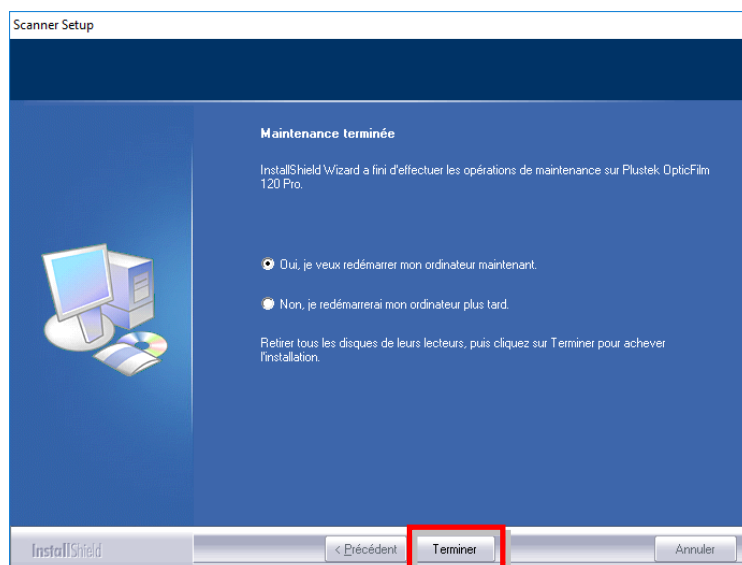 Scanner Setup
Maintenance terminée
InstallShield Wizard a fini d'effectuer les opérations de maintenance sur Plustek OpticFilm
120 Pro.
Oui, je veux redémarrer mon ordinateur maintenant.
Non, je redémarrerai mon ordinateur plus tard.
Retirer tous les disques de leurs lecteurs, puis cliquez sur Terminer pour achever
l'installation.
InstallShield
< Précédent
Terminer
Annuler